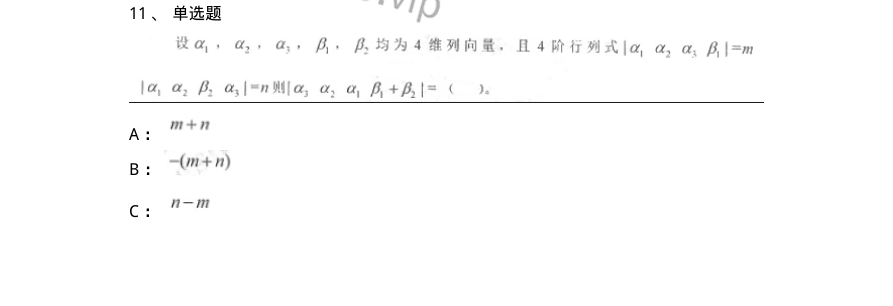 11、 单选题
设 α₁， α₂， α₃， β₁， β₂ 均为 4 维列向量，且 4 阶行列式|α₁ α₂ α₃ β₁|=m
|α₁ α₂ β₂ α₃|=n则|α₃ α₂ α₁ β₁+β₂|=（ ）。
A： m+n
B： −(m+n)
C： n−m